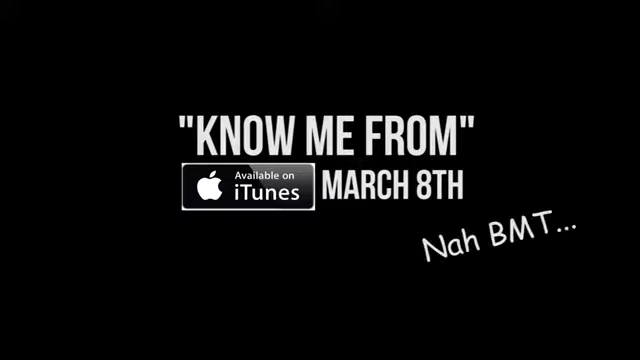 "KNOW ME FROM"
Available on
iTunes
MARCH 8TH
Nah BMT...